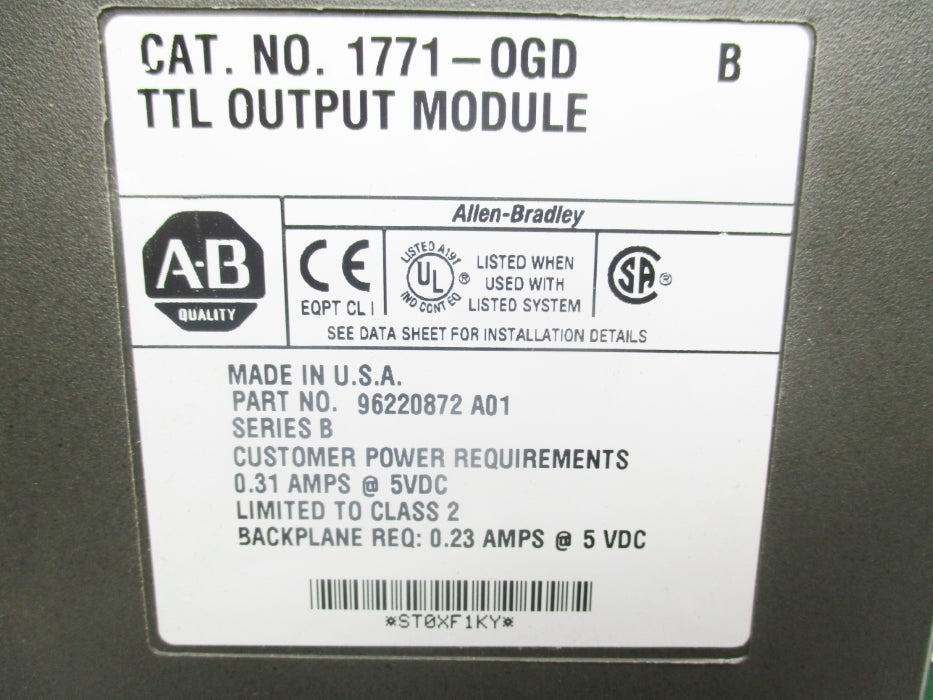 CAT. NO. 1771-OGD B
TTL OUTPUT MODULE
Allen-Bradley
A-B
QUALITY
CE
EQPT CL I
LISTED A197
UL ®
IND CONT EQ
LISTED WHEN
USED WITH
LISTED SYSTEM
SA ®
SEE DATA SHEET FOR INSTALLATION DETAILS
MADE IN U.S.A.
PART NO. 96220872 A01
SERIES B
CUSTOMER POWER REQUIREMENTS
0.31 AMPS @ 5VDC
LIMITED TO CLASS 2
BACKPLANE REQ: 0.23 AMPS @ 5 VDC
*ST0XF1KY*